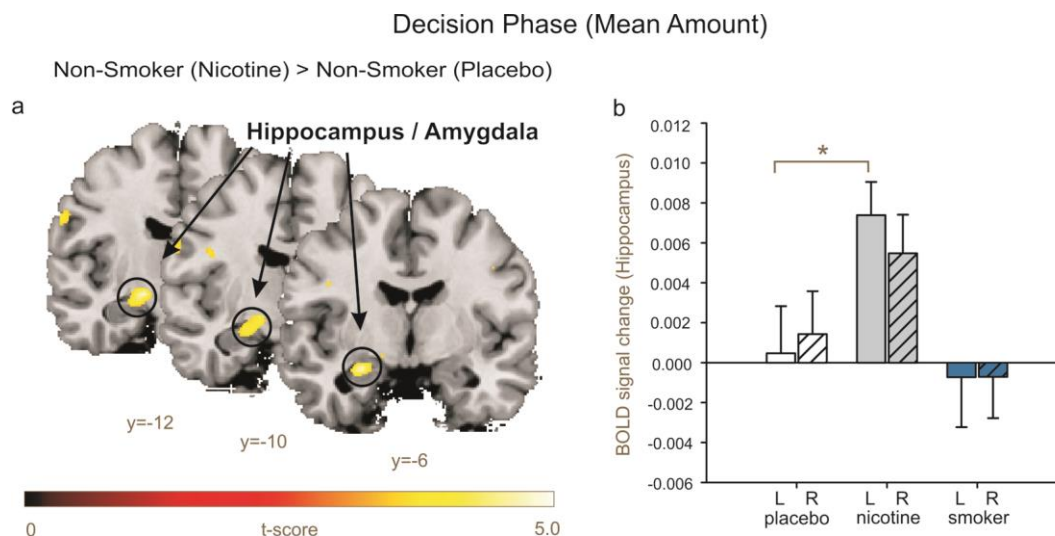 Decision Phase (Mean Amount)
Non-Smoker (Nicotine) > Non-Smoker (Placebo)
a
Hippocampus / Amygdala
y=-12
y=-10
y=-6
0
t-score
5.0
b
BOLD signal change (Hippocampus)
0.012
0.010
0.008
0.006
0.004
0.002
0.000
-0.002
-0.004
-0.006
*
L R L R L R
placebo nicotine smoker